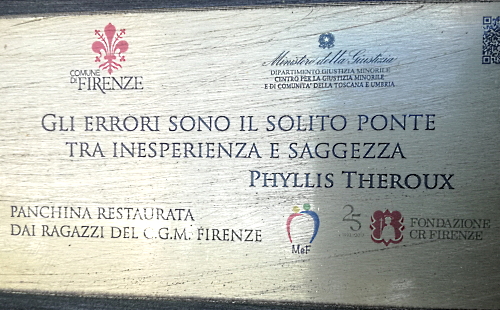 COMUNE
DI FIRENZE
Ministero della Giustizia
DIPARTIMENTO GIUSTIZIA MINORILE
CENTRO PER LA GIUSTIZIA MINORILE
E DI COMUNITA' DELLA TOSCANA E UMBRIA
GLI ERRORI SONO IL SOLITO PONTE
TRA INESPERIENZA E SAGGEZZA
PHYLLIS THEROUX
PANCHINA RESTAURATA
DAI RAGAZZI DEL C.G.M. FIRENZE
MeF
25
FONDAZIONE
CR FIRENZE